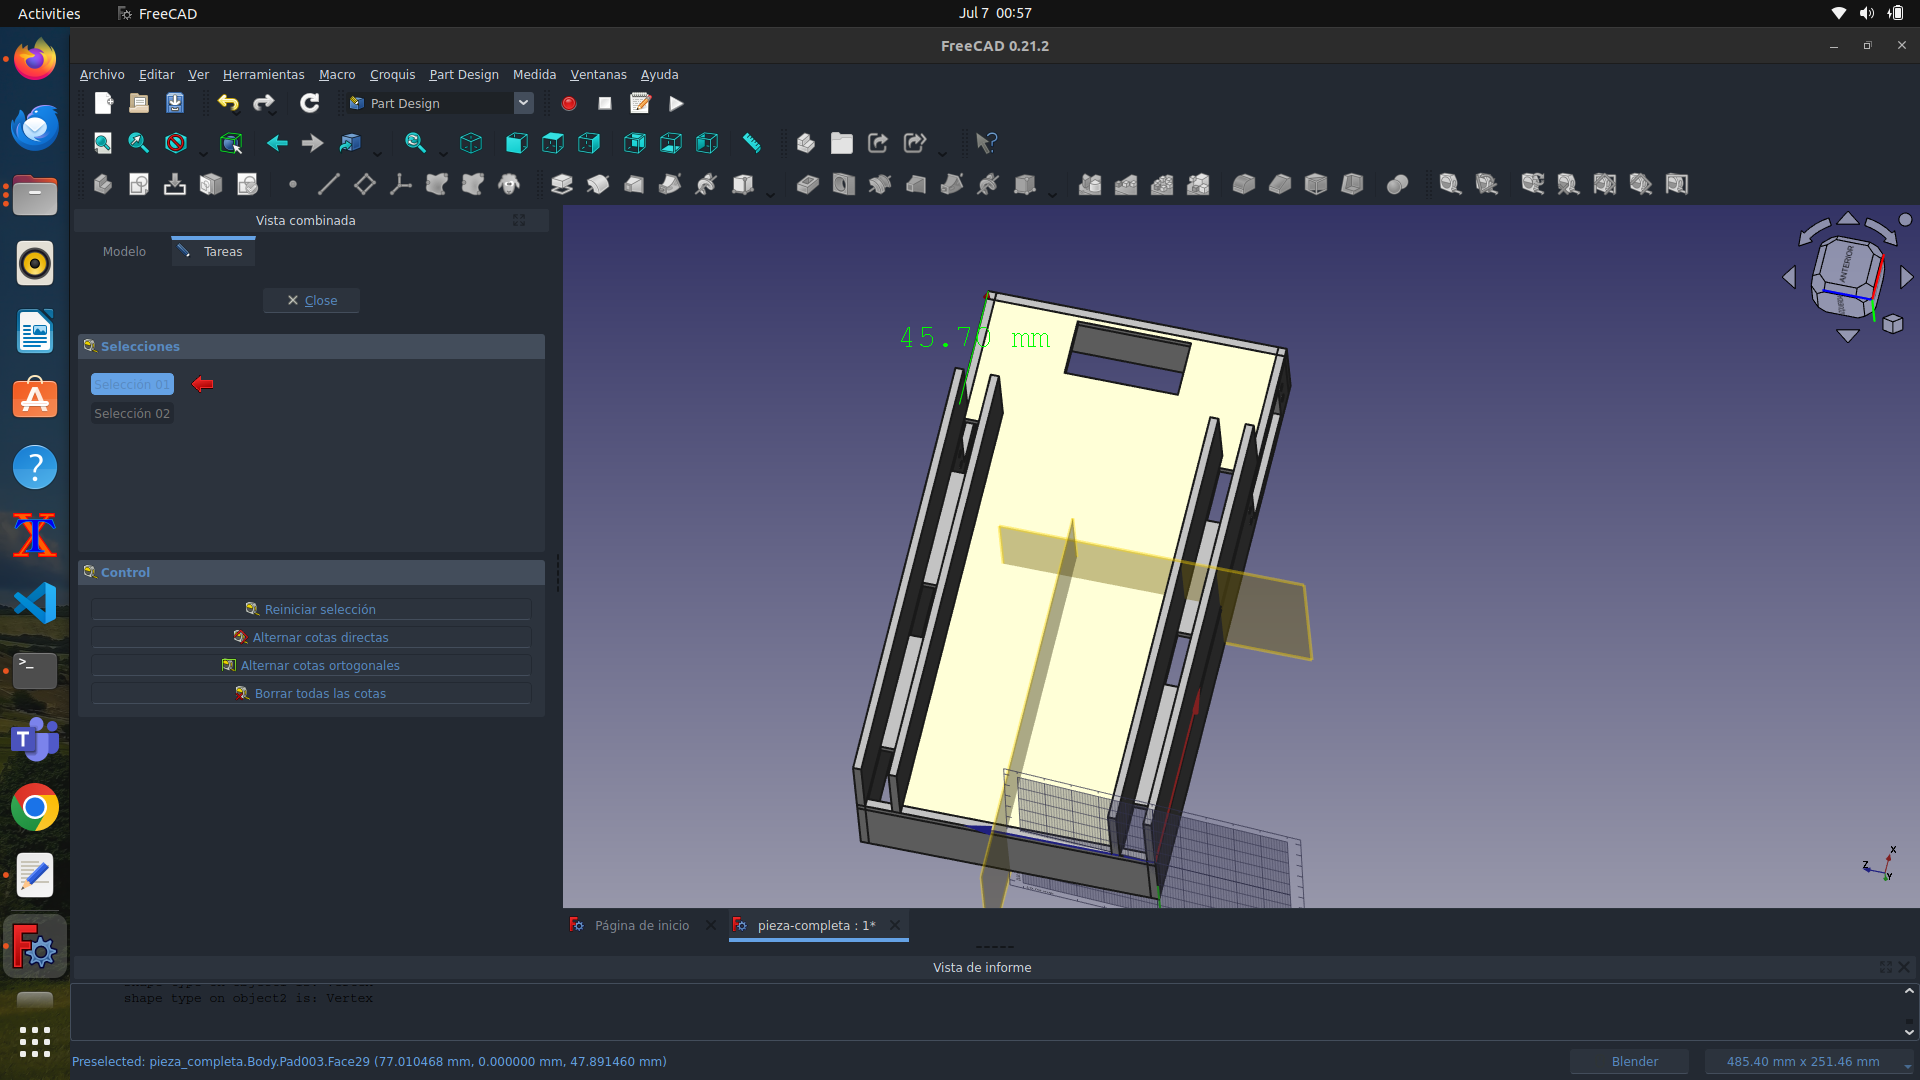 Activities FreeCAD Jul 7 00:57
FreeCAD 0.21.2
Archivo Editar Ver Herramientas Macro Croquis Part Design Medida Ventanas Ayuda
Part Design
Vista combinada
Modelo Tareas
Close
Selecciones
Selección 01
Selección 02
Control
Reiniciar selección
Alternar cotas directas
Alternar cotas ortogonales
Borrar todas las cotas
45.70 mm
ANTERIOR
X
Z
Y
Página de inicio
pieza-completa : 1*
Vista de informe
shape type on object2 is: Vertex
Preselected: pieza_completa.Body.Pad003.Face29 (77.010468 mm, 0.000000 mm, 47.891460 mm)
Blender
485.40 mm x 251.46 mm